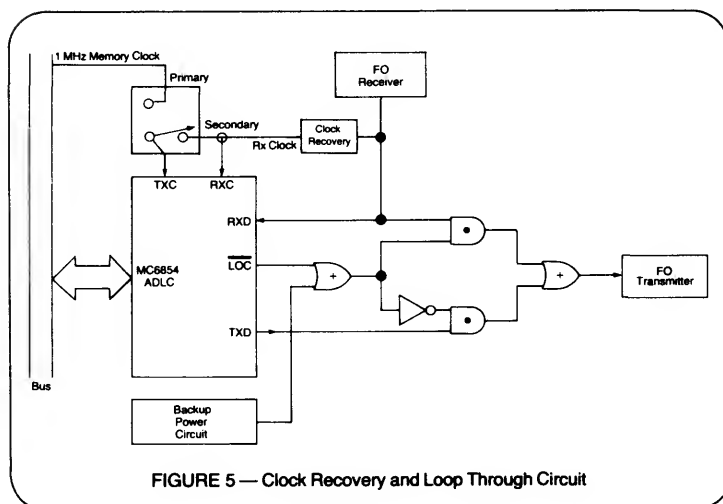 1 MHz Memory Clock
Primary
FO
Receiver
Secondary
Rx Clock
Clock
Recovery
TXC
RXC
RXD
MC6854
ADLC
LOC
+
•
•
+
FO
Transmitter
TXD
Bus
Backup
Power
Circuit
FIGURE 5 — Clock Recovery and Loop Through Circuit